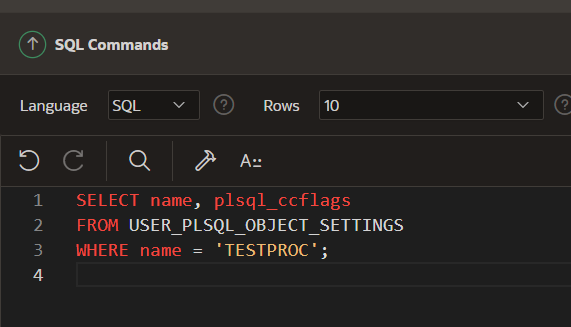 SQL Commands
Language SQL Rows 10
A::
1 SELECT name, plsql_ccflags
2 FROM USER_PLSQL_OBJECT_SETTINGS
3 WHERE name = 'TESTPROC';
4